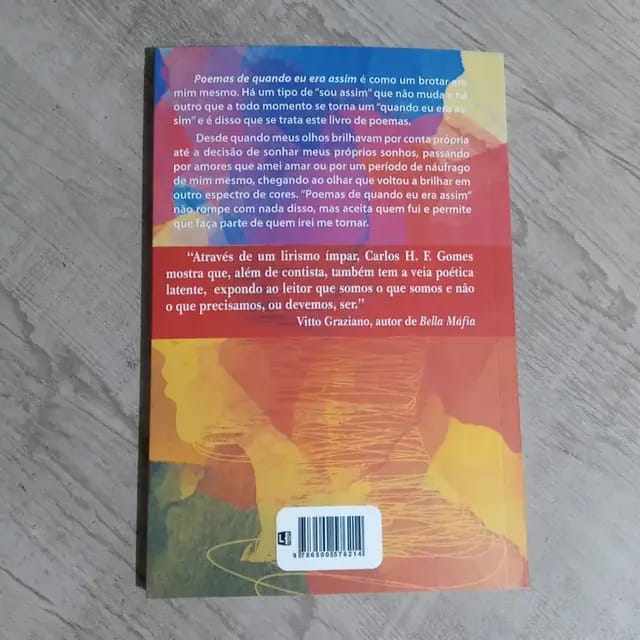 Poemas de quando eu era assim é como um brotar em
mim mesmo. Há um tipo de “sou assim” que não muda e há
outro que a todo momento se torna um “quando eu era as
sim” e é disso que se trata este livro de poemas.
Desde quando meus olhos brilhavam por conta própria
até a decisão de sonhar meus próprios sonhos, passando
por amores que amei amar ou por um período de náufrago
de mim mesmo, chegando ao olhar que voltou a brilhar em
outro espectro de cores. “Poemas de quando eu era assim”
não rompe com nada disso, mas aceita quem fui e permite
que faça parte de quem irei me tornar.
“Através de um lirismo ímpar, Carlos H. F. Gomes
mostra que, além de contista, também tem a veia poética
latente, expondo ao leitor que somos o que somos e não
o que precisamos, ou devemos, ser.”
Vitto Graziano, autor de Bella Máfia
9 786500 576214